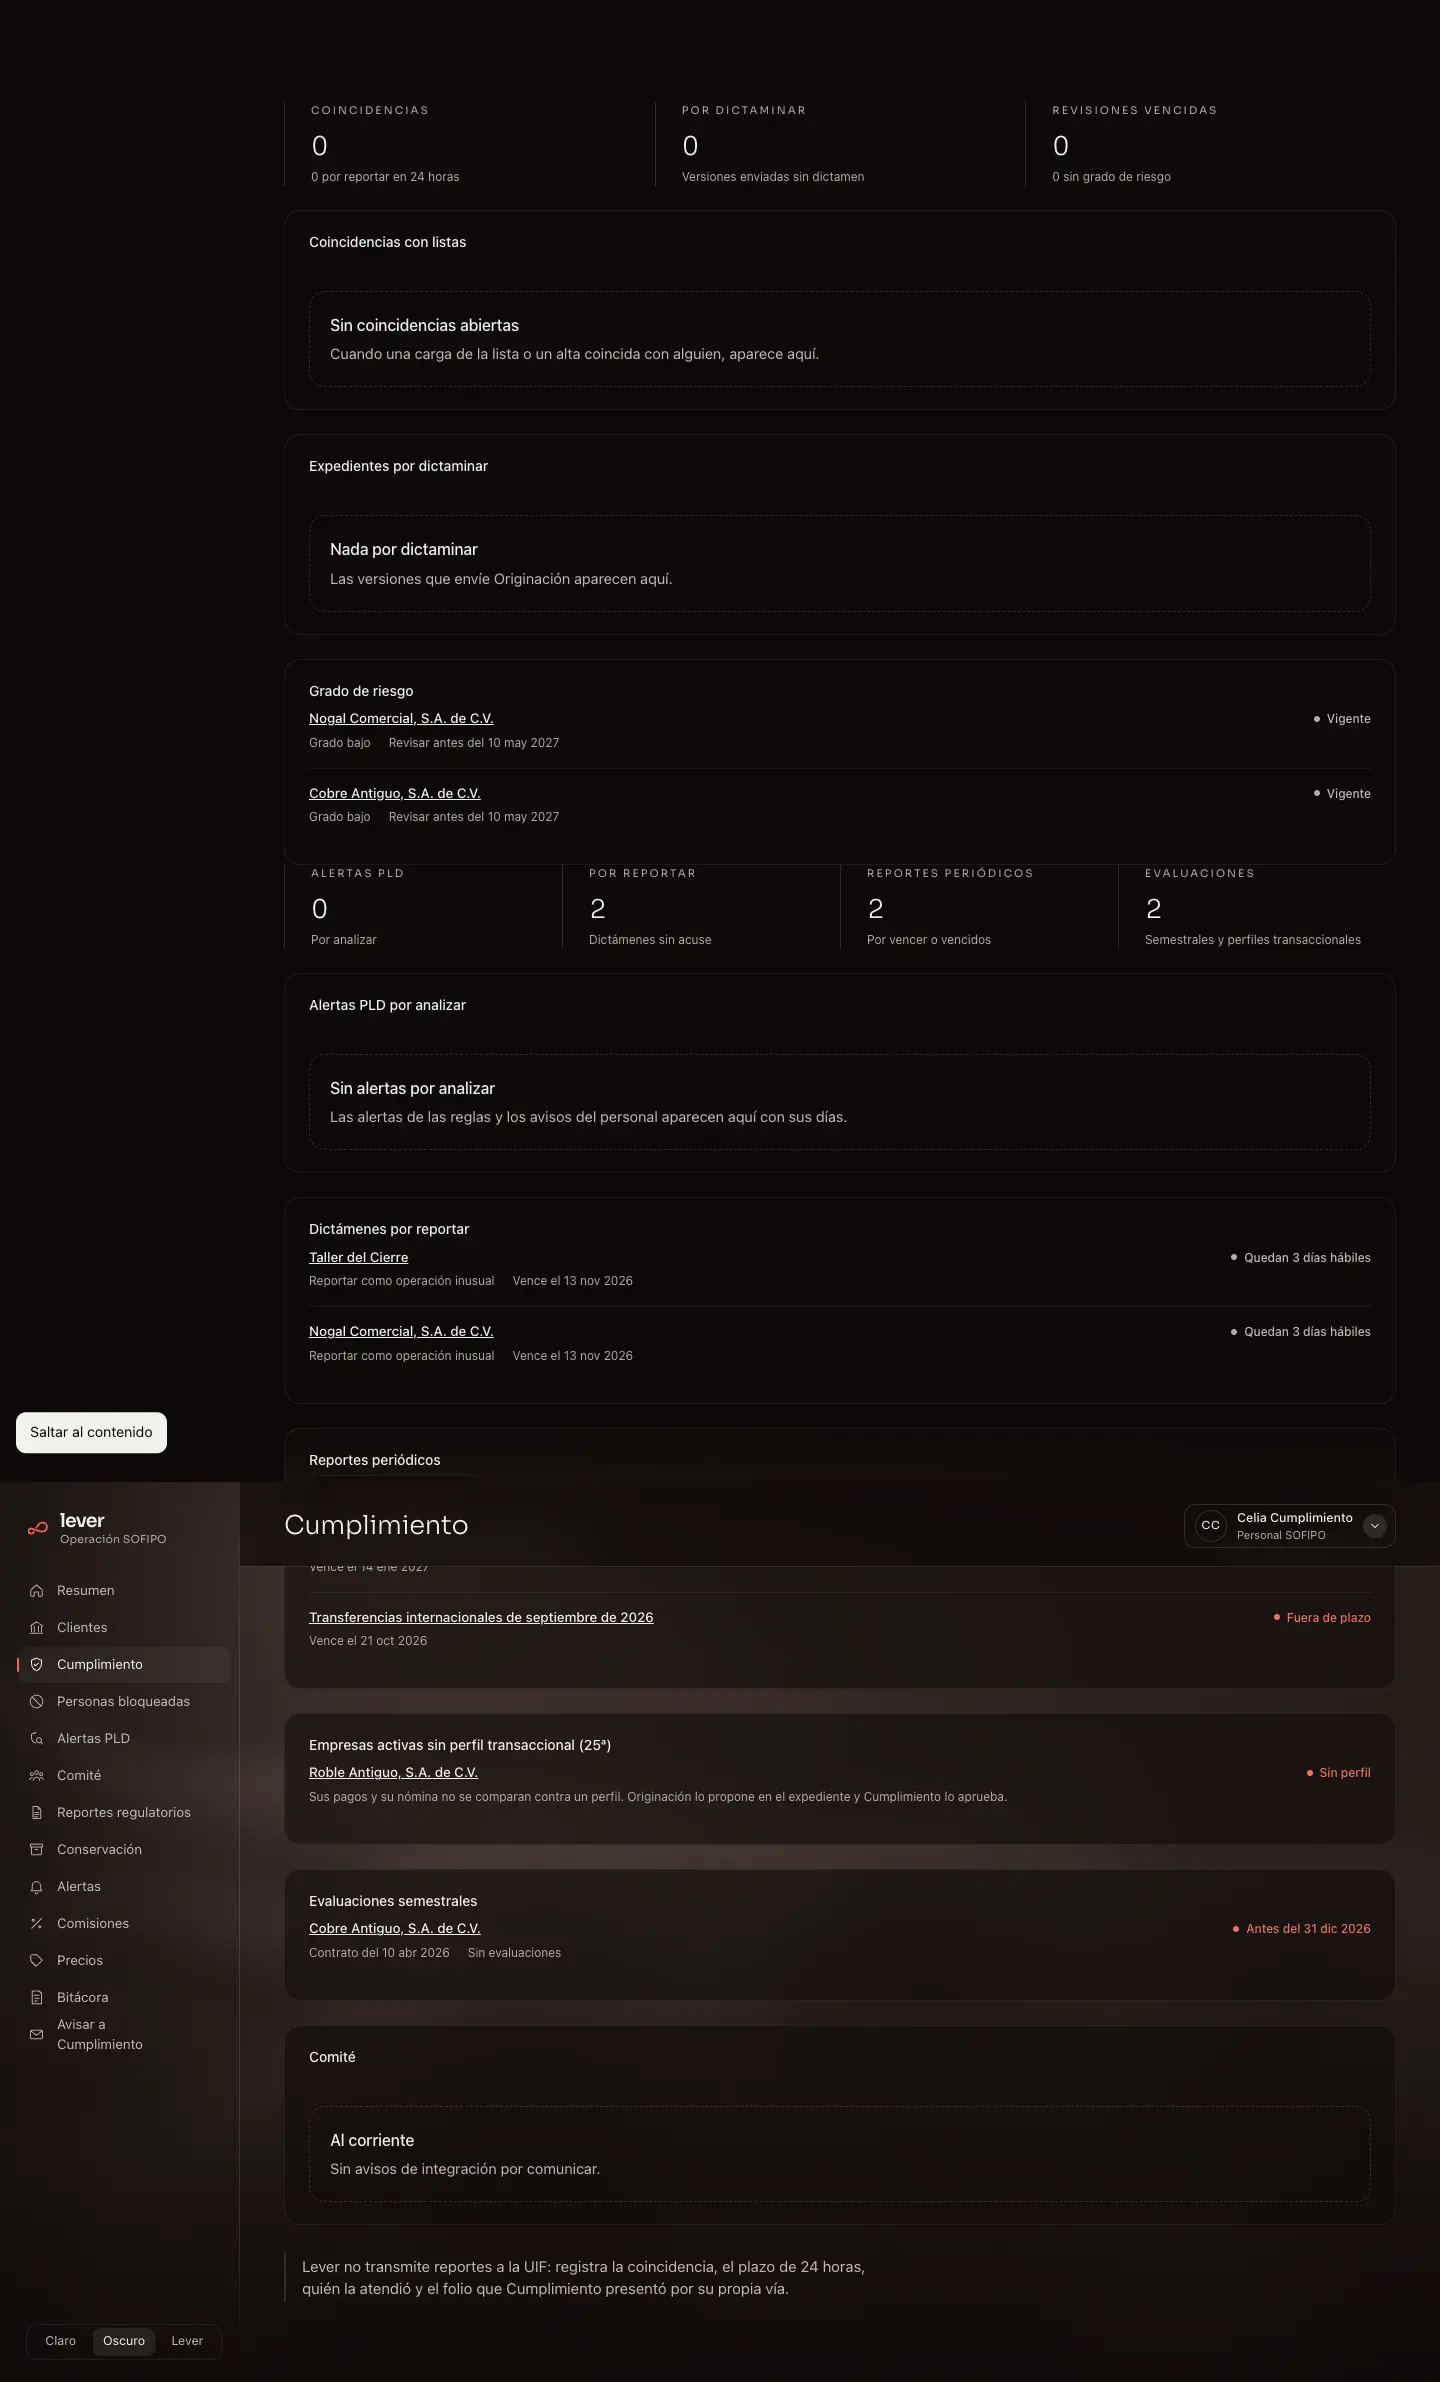 COINCIDENCIAS
0
0 por reportar en 24 horas
POR DICTAMINAR
0
Versiones enviadas sin dictamen
REVISIONES VENCIDAS
0
0 sin grado de riesgo
Coincidencias con listas
Sin coincidencias abiertas
Cuando una carga de la lista o un alta coincida con alguien, aparece aquí.
Expedientes por dictaminar
Nada por dictaminar
Las versiones que envíe Originación aparecen aquí.
Grado de riesgo
Nogal Comercial, S.A. de C.V.
Vigente
Grado bajo Revisar antes del 10 may 2027
Cobre Antiguo, S.A. de C.V.
Vigente
Grado bajo Revisar antes del 10 may 2027
ALERTAS PLD
0
Por analizar
POR REPORTAR
2
Dictámenes sin acuse
REPORTES PERIÓDICOS
2
Por vencer o vencidos
EVALUACIONES
2
Semestrales y perfiles transaccionales
Alertas PLD por analizar
Sin alertas por analizar
Las alertas de las reglas y los avisos del personal aparecen aquí con sus días.
Dictámenes por reportar
Taller del Cierre
Quedan 3 días hábiles
Reportar como operación inusual Vence el 13 nov 2026
Nogal Comercial, S.A. de C.V.
Quedan 3 días hábiles
Reportar como operación inusual Vence el 13 nov 2026
Saltar al contenido
Reportes periódicos
lever
Operación SOFIPO
Resumen
Clientes
Cumplimiento
Personas bloqueadas
Alertas PLD
Comité
Reportes regulatorios
Conservación
Alertas
Comisiones
Precios
Bitácora
Avisar a
Cumplimiento
Claro
Oscuro
Lever
Cumplimiento
CC
Celia Cumplimiento
Personal SOFIPO
Vence el 14 ene 2027
Transferencias internacionales de septiembre de 2026
Fuera de plazo
Vence el 21 oct 2026
Empresas activas sin perfil transaccional (25ª)
Roble Antiguo, S.A. de C.V.
Sin perfil
Sus pagos y su nómina no se comparan contra un perfil. Originación lo propone en el expediente y Cumplimiento lo aprueba.
Evaluaciones semestrales
Cobre Antiguo, S.A. de C.V.
Antes del 31 dic 2026
Contrato del 10 abr 2026 Sin evaluaciones
Comité
Al corriente
Sin avisos de integración por comunicar.
Lever no transmite reportes a la UIF: registra la coincidencia, el plazo de 24 horas,
quién la atendió y el folio que Cumplimiento presentó por su propia vía.